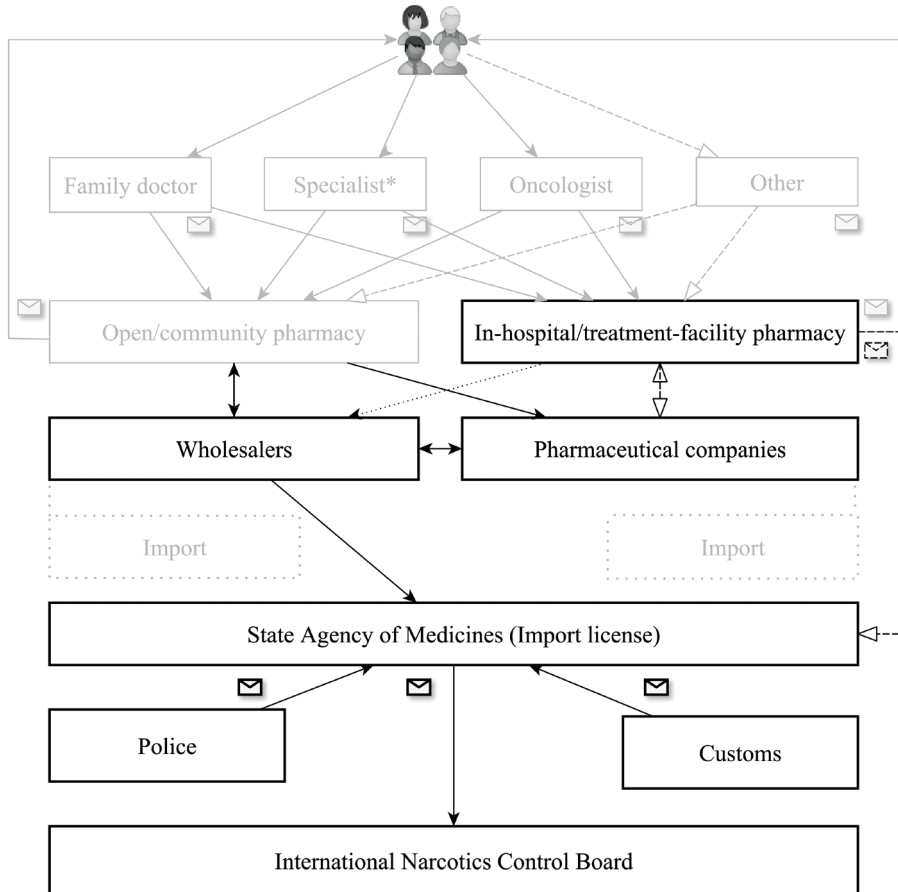 Family doctor
Specialist*
Oncologist
Other
Open/community pharmacy
In-hospital/treatment-facility pharmacy
Wholesalers
Pharmaceutical companies
Import
Import
State Agency of Medicines (Import license)
Police
Customs
International Narcotics Control Board